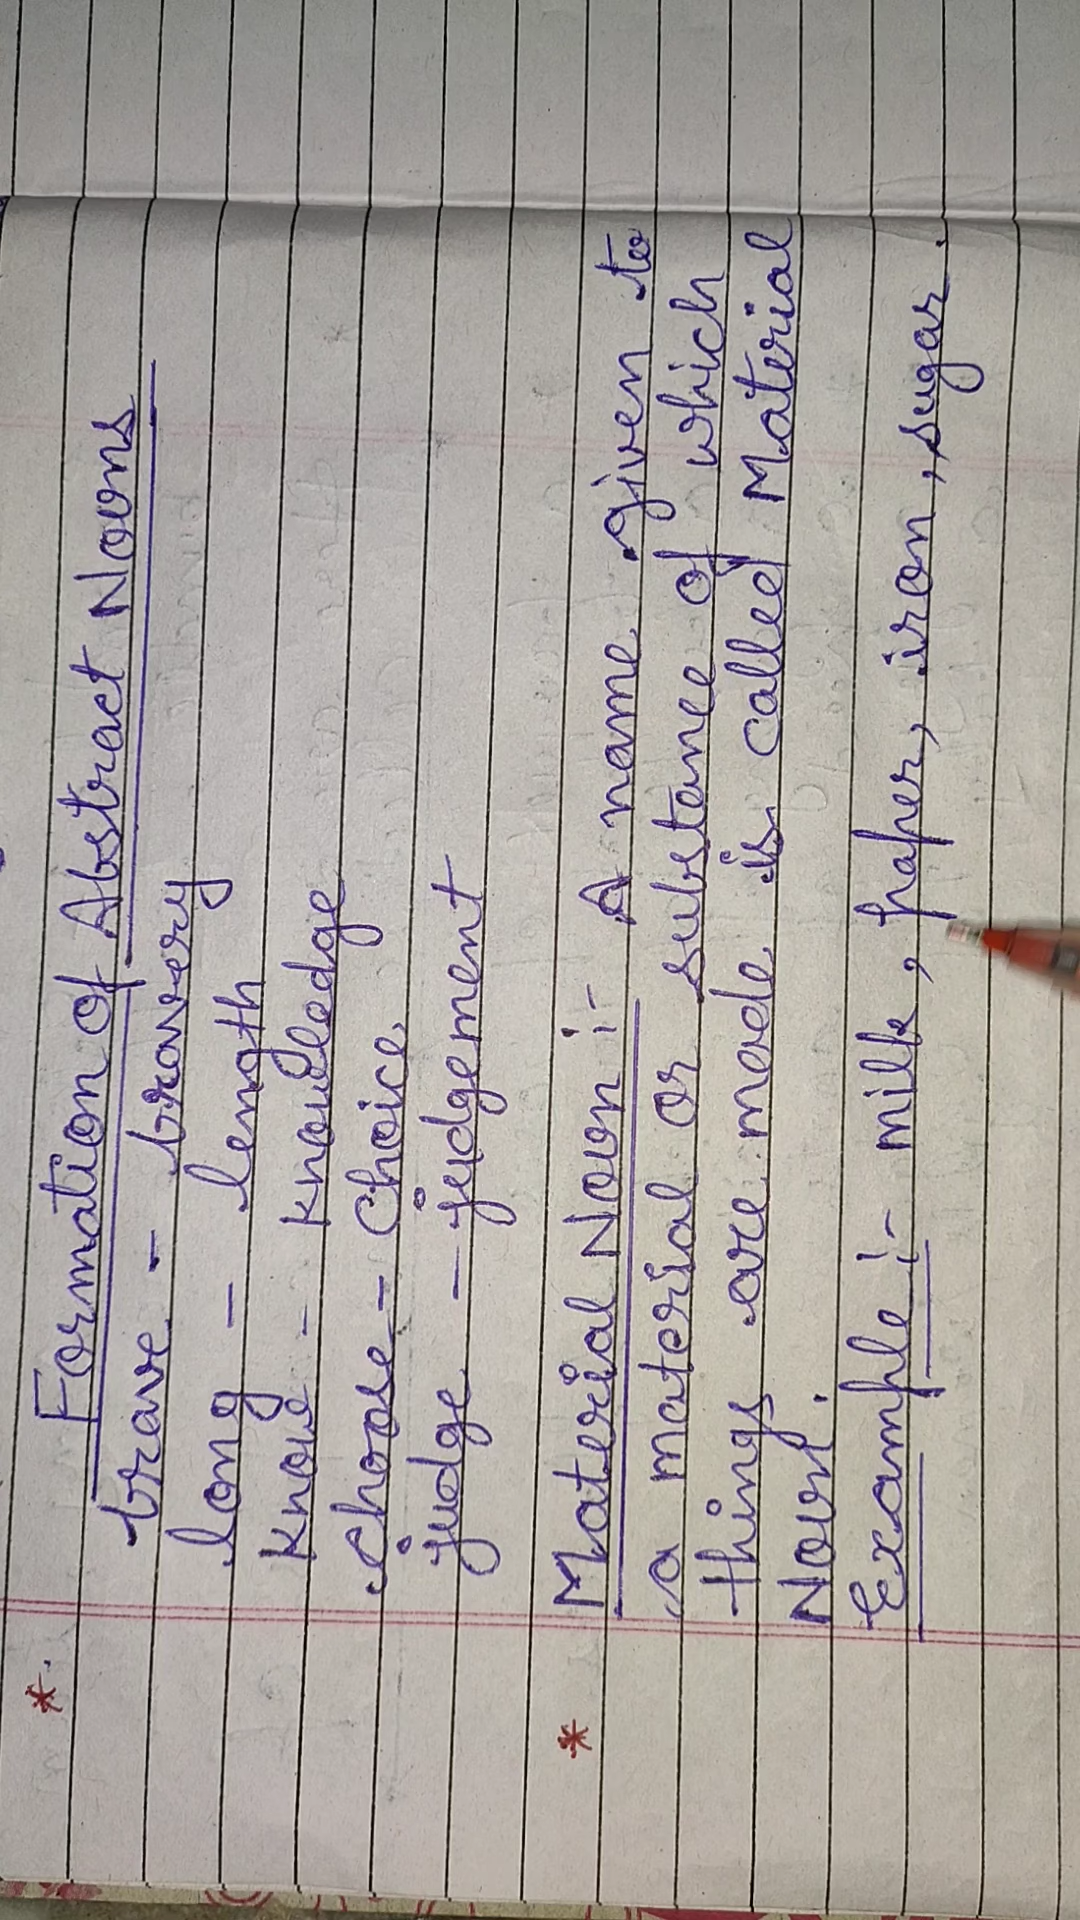 * Formation of Abstract Nouns
brave - bravery
long - length
know - knowledge
choose - choice
judge - judgement
* Material Noun :- A name given to
a material or substance of which
things are made is called Material
Noun.
Example :- milk, paper, iron, sugar.